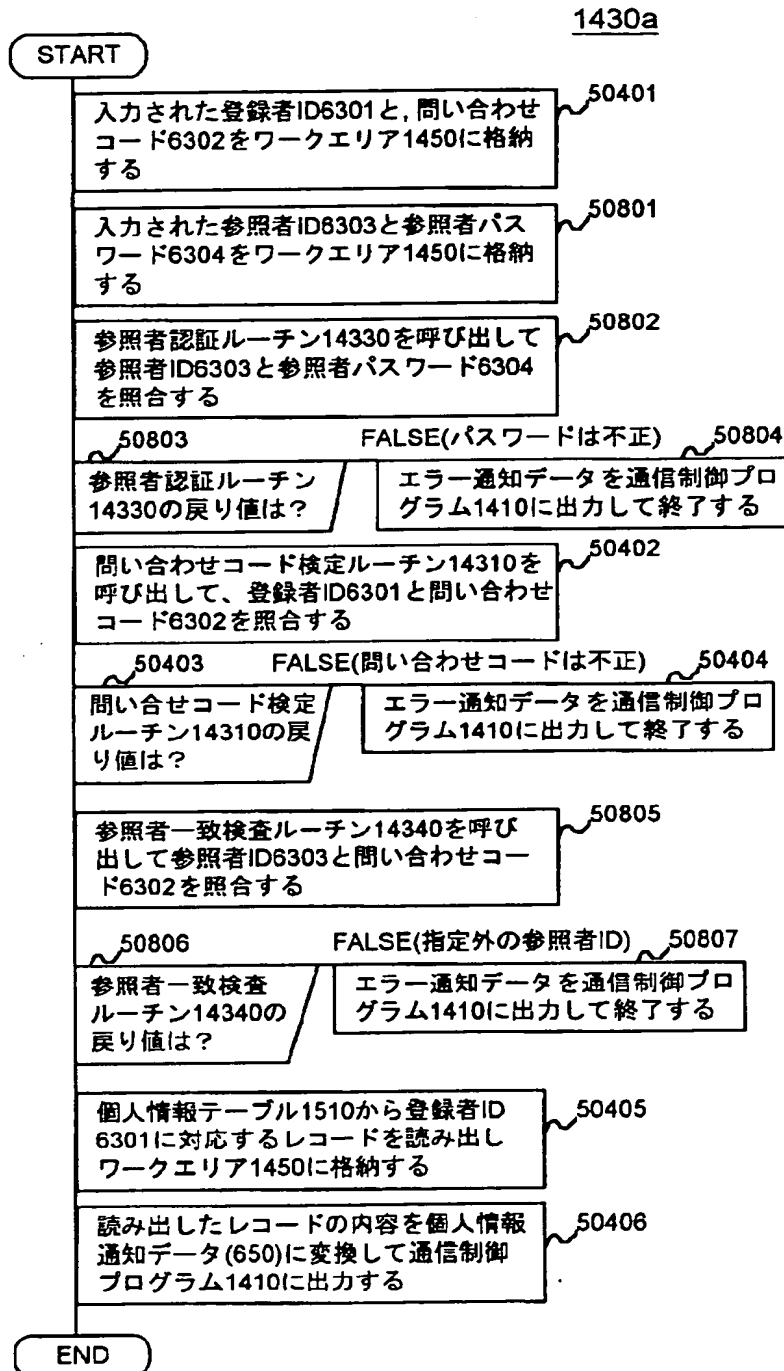 1430a
START
入力された登録者ID6301と,問い合わせ
コード6302をワークエリア1450に格納
する
50401
入力された参照者ID6303と参照者パス
ワード6304をワークエリア1450に格納
する
50801
参照者認証ルーチン14330を呼び出して
参照者ID6303と参照者パスワード6304
を照合する
50802
50803
FALSE(パスワードは不正)
50804
参照者認証ルーチン
14330の戻り値は?
エラー通知データを通信制御プロ
グラム1410に出力して終了する
問い合わせコード検定ルーチン14310を
呼び出して、登録者ID6301と問い合わせ
コード6302を照合する
50402
50403
FALSE(問い合わせコードは不正)
50404
問い合せコード検定
ルーチン14310の戻
り値は?
エラー通知データを通信制御プロ
グラム1410に出力して終了する
参照者一致検査ルーチン14340を呼び
出して参照者ID6303と問い合わせコー
ド6302を照合する
50805
50806
FALSE(指定外の参照者ID)
50807
参照者一致検査
ルーチン14340の
戻り値は?
エラー通知データを通信制御プロ
グラム1410に出力して終了する
個人情報テーブル1510から登録者ID
6301に対応するレコードを読み出し
ワークエリア1450に格納する
50405
読み出したレコードの内容を個人情報
通知データ(650)に変換して通信制御
プログラム1410に出力する
50406
END